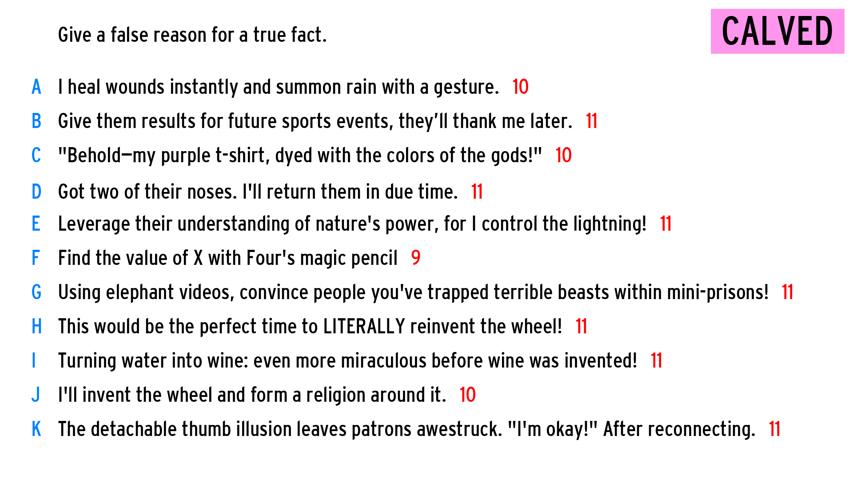 Give a false reason for a true fact.
CALVED
A I heal wounds instantly and summon rain with a gesture. 10
B Give them results for future sports events, they'll thank me later. 11
C "Behold—my purple t-shirt, dyed with the colors of the gods!" 10
D Got two of their noses. I'll return them in due time. 11
E Leverage their understanding of nature's power, for I control the lightning! 11
F Find the value of X with Four's magic pencil 9
G Using elephant videos, convince people you've trapped terrible beasts within mini-prisons! 11
H This would be the perfect time to LITERALLY reinvent the wheel! 11
I Turning water into wine: even more miraculous before wine was invented! 11
J I'll invent the wheel and form a religion around it. 10
K The detachable thumb illusion leaves patrons awestruck. "I'm okay!" After reconnecting. 11